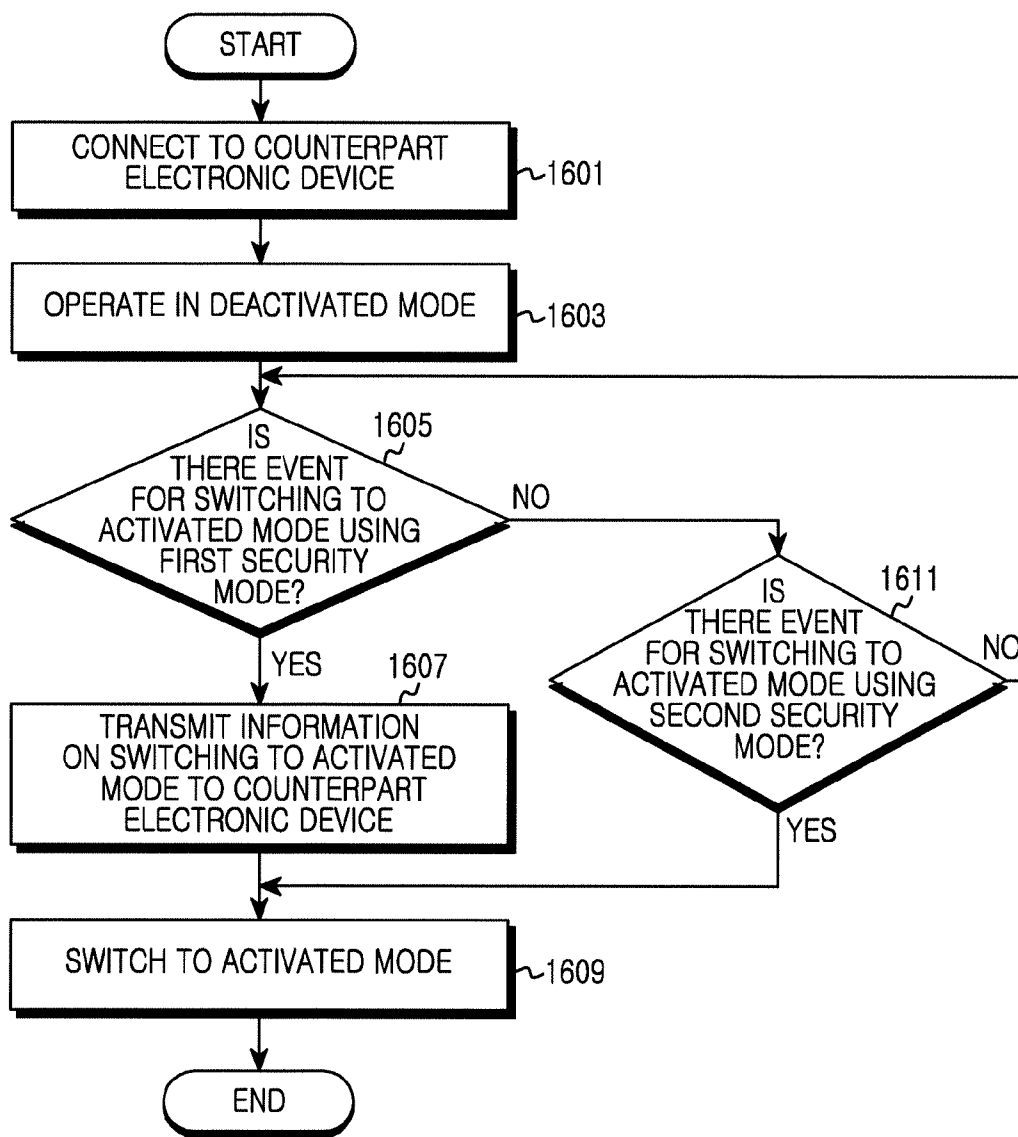 START
CONNECT TO COUNTERPART
ELECTRONIC DEVICE
1601
OPERATE IN DEACTIVATED MODE
1603
1605
IS
THERE EVENT
FOR SWITCHING TO
ACTIVATED MODE USING
FIRST SECURITY
MODE?
NO
YES
1611
IS
THERE EVENT
FOR SWITCHING TO
ACTIVATED MODE USING
SECOND SECURITY
MODE?
NO
YES
1607
TRANSMIT INFORMATION
ON SWITCHING TO ACTIVATED
MODE TO COUNTERPART
ELECTRONIC DEVICE
SWITCH TO ACTIVATED MODE
1609
END